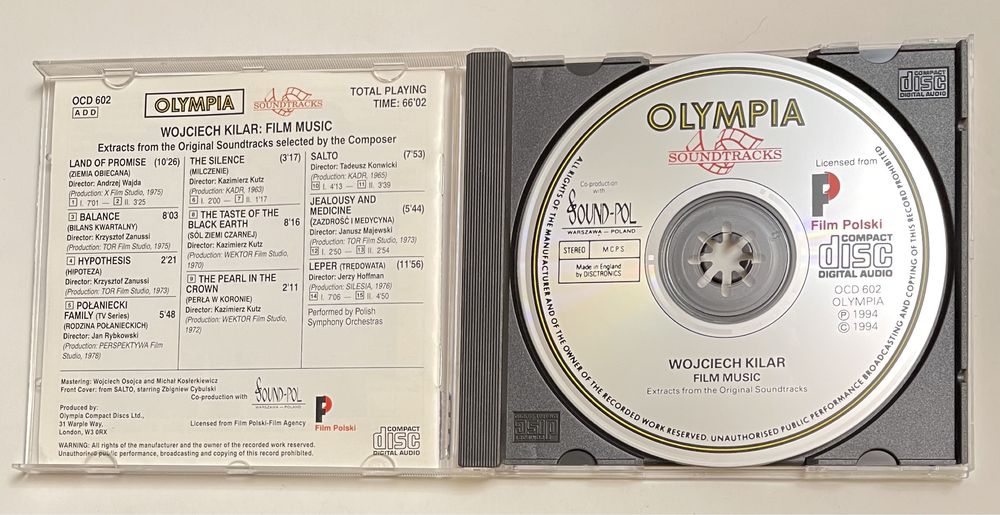 OCD 602
ADD
OLYMPIA
SOUNDTRACKS
TOTAL PLAYING
TIME: 66'02
WOJCIECH KILAR: FILM MUSIC
Extracts from the Original Soundtracks selected by the Composer
LAND OF PROMISE (10'26)
(ZIEMIA OBIECANA)
Director: Andrzej Wajda
(Production: X Film Studio, 1975)
1 I. 7'01 — 2 II. 3'25
3 BALANCE 8'03
(BILANS KWARTALNY)
Director: Krzysztof Zanussi
(Production: TOR Film Studio, 1975)
4 HYPOTHESIS 2'21
(HIPOTEZA)
Director: Krzysztof Zanussi
(Production: TOR Film Studio, 1973)
5 POŁANIECKI
FAMILY (TV Series) 5'48
(RODZINA POŁANIECKICH)
Director: Jan Rybkowski
(Production: PERSPEKTYWA Film
Studio, 1978)
THE SILENCE (3'17)
(MILCZENIE)
Director: Kazimierz Kutz
(Production: KADR, 1963)
6 I. 2'00 — 7 II. 1'17
8 THE TASTE OF THE
BLACK EARTH 8'16
(SÓL ZIEMI CZARNEJ)
Director: Kazimierz Kutz
(Production: WEKTOR Film Studio,
1970)
9 THE PEARL IN THE
CROWN 2'11
(PERŁA W KORONIE)
Director: Kazimierz Kutz
(Production: WEKTOR Film Studio,
1972)
SALTO (7'53)
Director: Tadeusz Konwicki
(Production: KADR, 1965)
10 I. 4'13 — 11 II. 3'39
JEALOUSY AND
MEDICINE (5'44)
(ZAZDROŚĆ I MEDYCYNA)
Director: Janusz Majewski
(Production: TOR Film Studio, 1973)
12 I. 2'50 — 13 II. 2'54
LEPER (TRĘDOWATA) (11'56)
Director: Jerzy Hoffman
(Production: SILESIA, 1976)
14 I. 7'06 — 15 II. 4'50
Performed by Polish
Symphony Orchestras
Mastering: Wojciech Osojca and Michał Kosterkiewicz
Front Cover: from SALTO, starring Zbigniew Cybulski
Co-production with
SOUND-POL
WARSZAWA — POLAND
Produced by:
Olympia Compact Discs Ltd.,
31 Warple Way,
London, W3 0RX
Licensed from Film Polski-Film Agency
Film Polski
WARNING: All rights of the manufacturer and the owner of the recorded work reserved.
Unauthorised public performance, broadcasting and copying of this record prohibited.
COMPACT
disc
DIGITAL AUDIO
COMPACT
disc
DIGITAL AUDIO
OLYMPIA
SOUNDTRACKS
ALL RIGHTS OF THE MANUFACTURER AND OF THE OWNER OF THE RECORDED WORK RESERVED. UNAUTHORISED PUBLIC PERFORMANCE BROADCASTING AND COPYING OF THIS RECORD PROHIBITED
Co-production
with
SOUND-POL
WARSZAWA — POLAND
STEREO MCPS
Made in England
by DISCTRONICS
Licensed from
Film Polski
COMPACT
disc
DIGITAL AUDIO
OCD 602
OLYMPIA
Ⓟ 1994
© 1994
WOJCIECH KILAR
FILM MUSIC
Extracts from the Original Soundtracks
COMPACT
disc
DIGITAL AUDIO